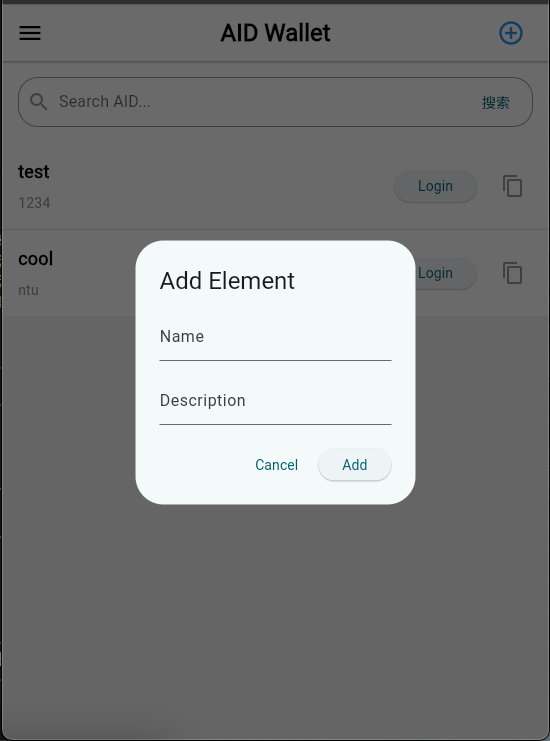 AID Wallet
Search AID... 搜索
test
1234
Login
cool
ntu
Login
Add Element
Name
Description
Cancel Add